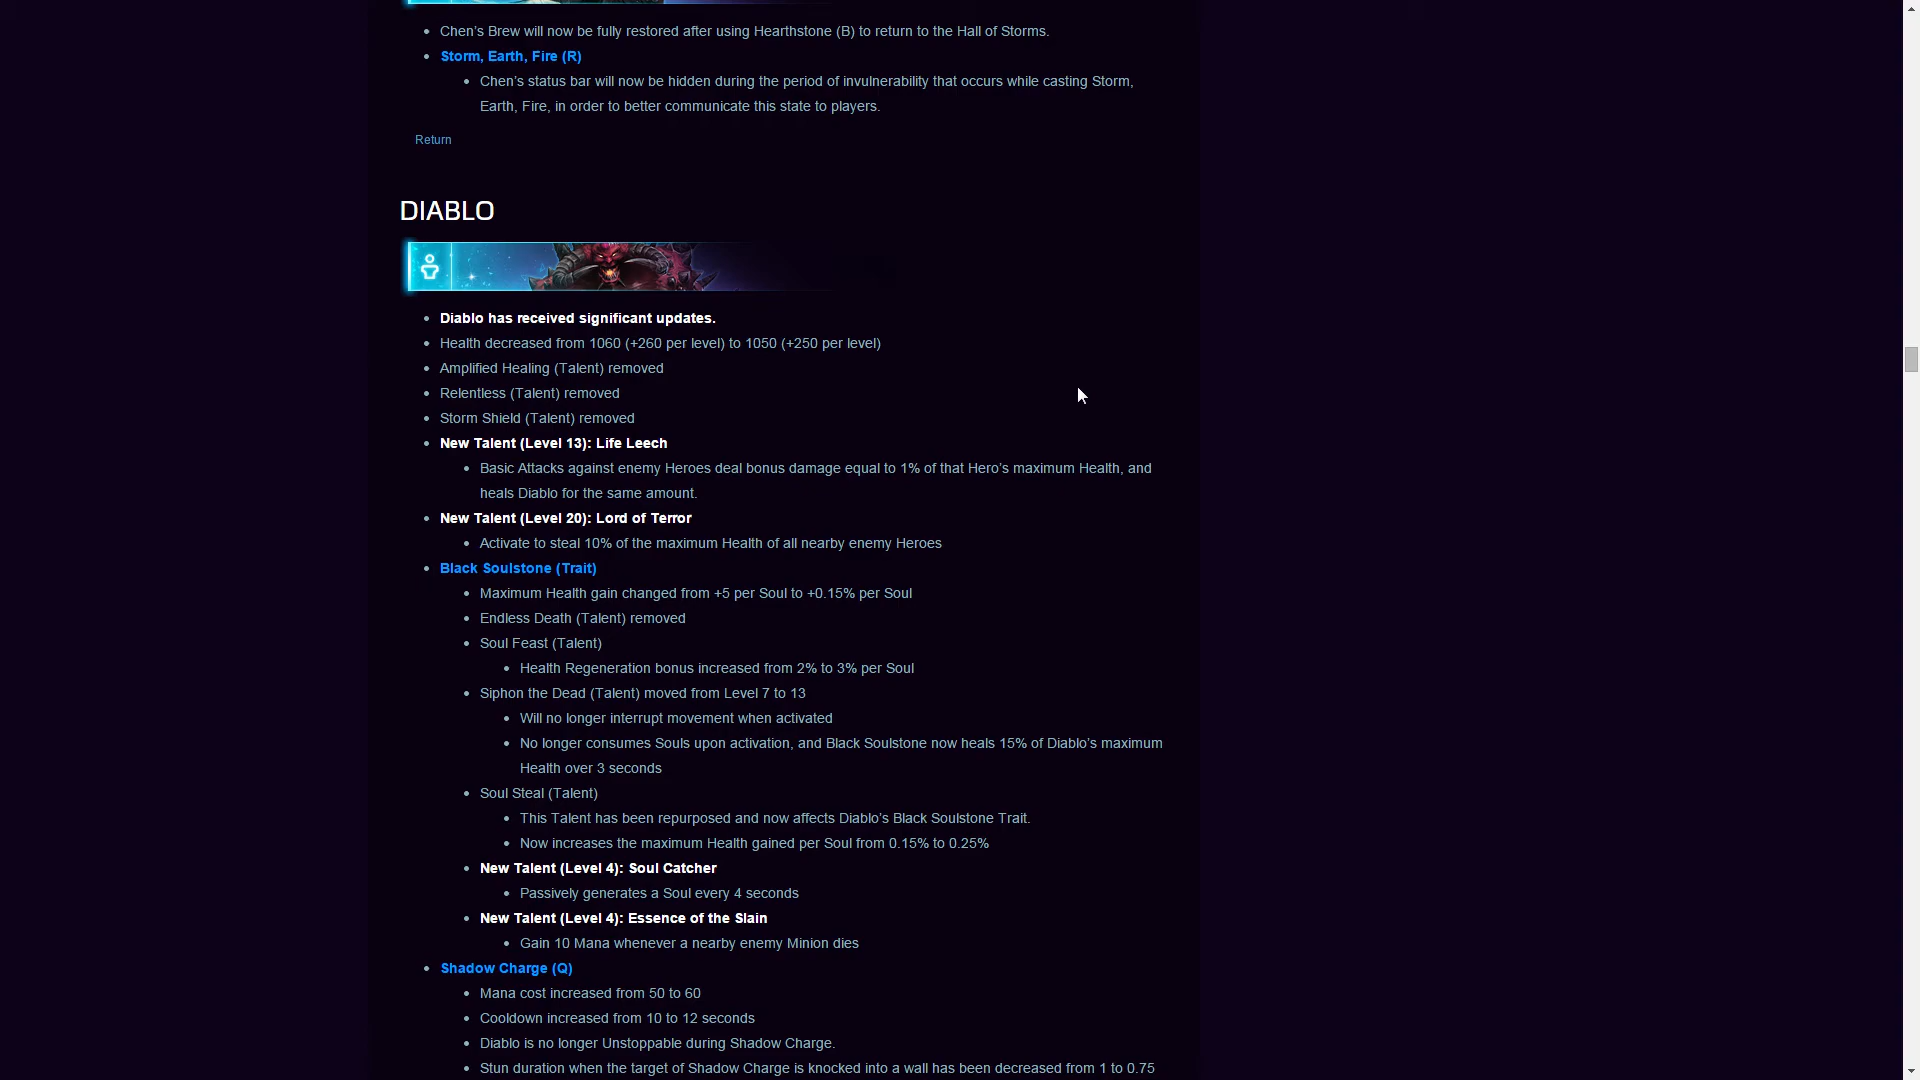 Chen’s Brew will now be fully restored after using Hearthstone (B) to return to the Hall of Storms.
Storm, Earth, Fire (R)
Chen’s status bar will now be hidden during the period of invulnerability that occurs while casting Storm,
Earth, Fire, in order to better communicate this state to players.
Return
DIABLO
Diablo has received significant updates.
Health decreased from 1060 (+260 per level) to 1050 (+250 per level)
Amplified Healing (Talent) removed
Relentless (Talent) removed
Storm Shield (Talent) removed
New Talent (Level 13): Life Leech
Basic Attacks against enemy Heroes deal bonus damage equal to 1% of that Hero’s maximum Health, and
heals Diablo for the same amount.
New Talent (Level 20): Lord of Terror
Activate to steal 10% of the maximum Health of all nearby enemy Heroes
Black Soulstone (Trait)
Maximum Health gain changed from +5 per Soul to +0.15% per Soul
Endless Death (Talent) removed
Soul Feast (Talent)
Health Regeneration bonus increased from 2% to 3% per Soul
Siphon the Dead (Talent) moved from Level 7 to 13
Will no longer interrupt movement when activated
No longer consumes Souls upon activation, and Black Soulstone now heals 15% of Diablo’s maximum
Health over 3 seconds
Soul Steal (Talent)
This Talent has been repurposed and now affects Diablo’s Black Soulstone Trait.
Now increases the maximum Health gained per Soul from 0.15% to 0.25%
New Talent (Level 4): Soul Catcher
Passively generates a Soul every 4 seconds
New Talent (Level 4): Essence of the Slain
Gain 10 Mana whenever a nearby enemy Minion dies
Shadow Charge (Q)
Mana cost increased from 50 to 60
Cooldown increased from 10 to 12 seconds
Diablo is no longer Unstoppable during Shadow Charge.
Stun duration when the target of Shadow Charge is knocked into a wall has been decreased from 1 to 0.75